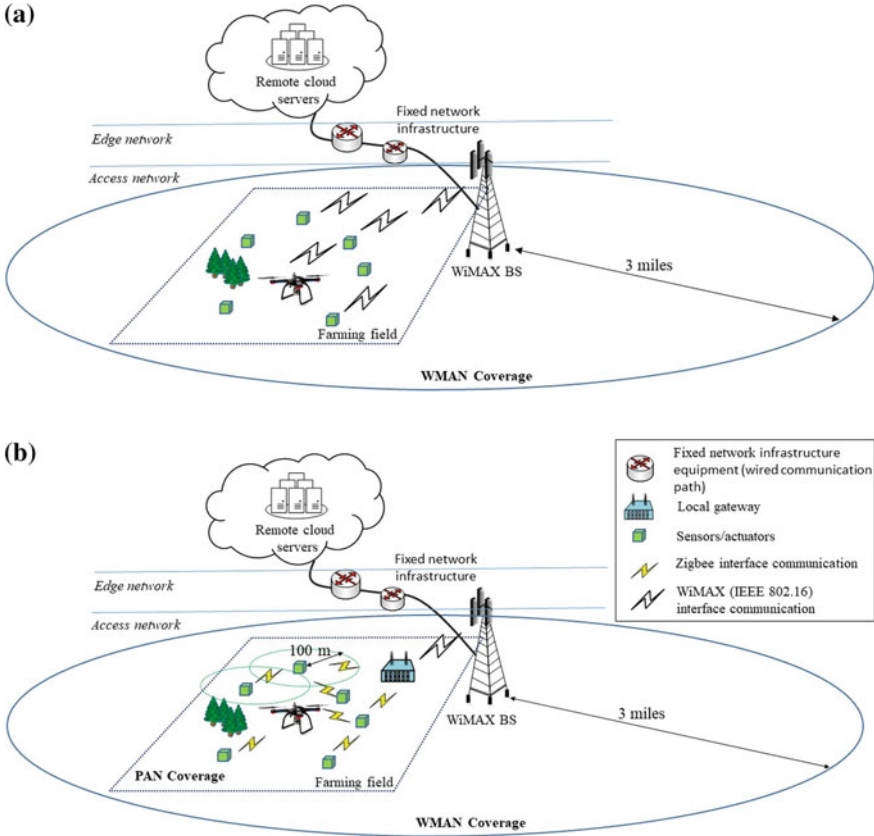 (a)
Remote cloud
servers
Fixed network
infrastructure
Edge network
Access network
WiMAX BS
3 miles
Farming field
WMAN Coverage
(b)
Fixed network infrastructure
equipment (wired communication
path)
Local gateway
Sensors/actuators
Zigbee interface communication
WiMAX (IEEE 802.16)
interface communication
Remote cloud
servers
Fixed network
infrastructure
Edge network
Access network
100 m
WiMAX BS
3 miles
PAN Coverage
Farming field
WMAN Coverage